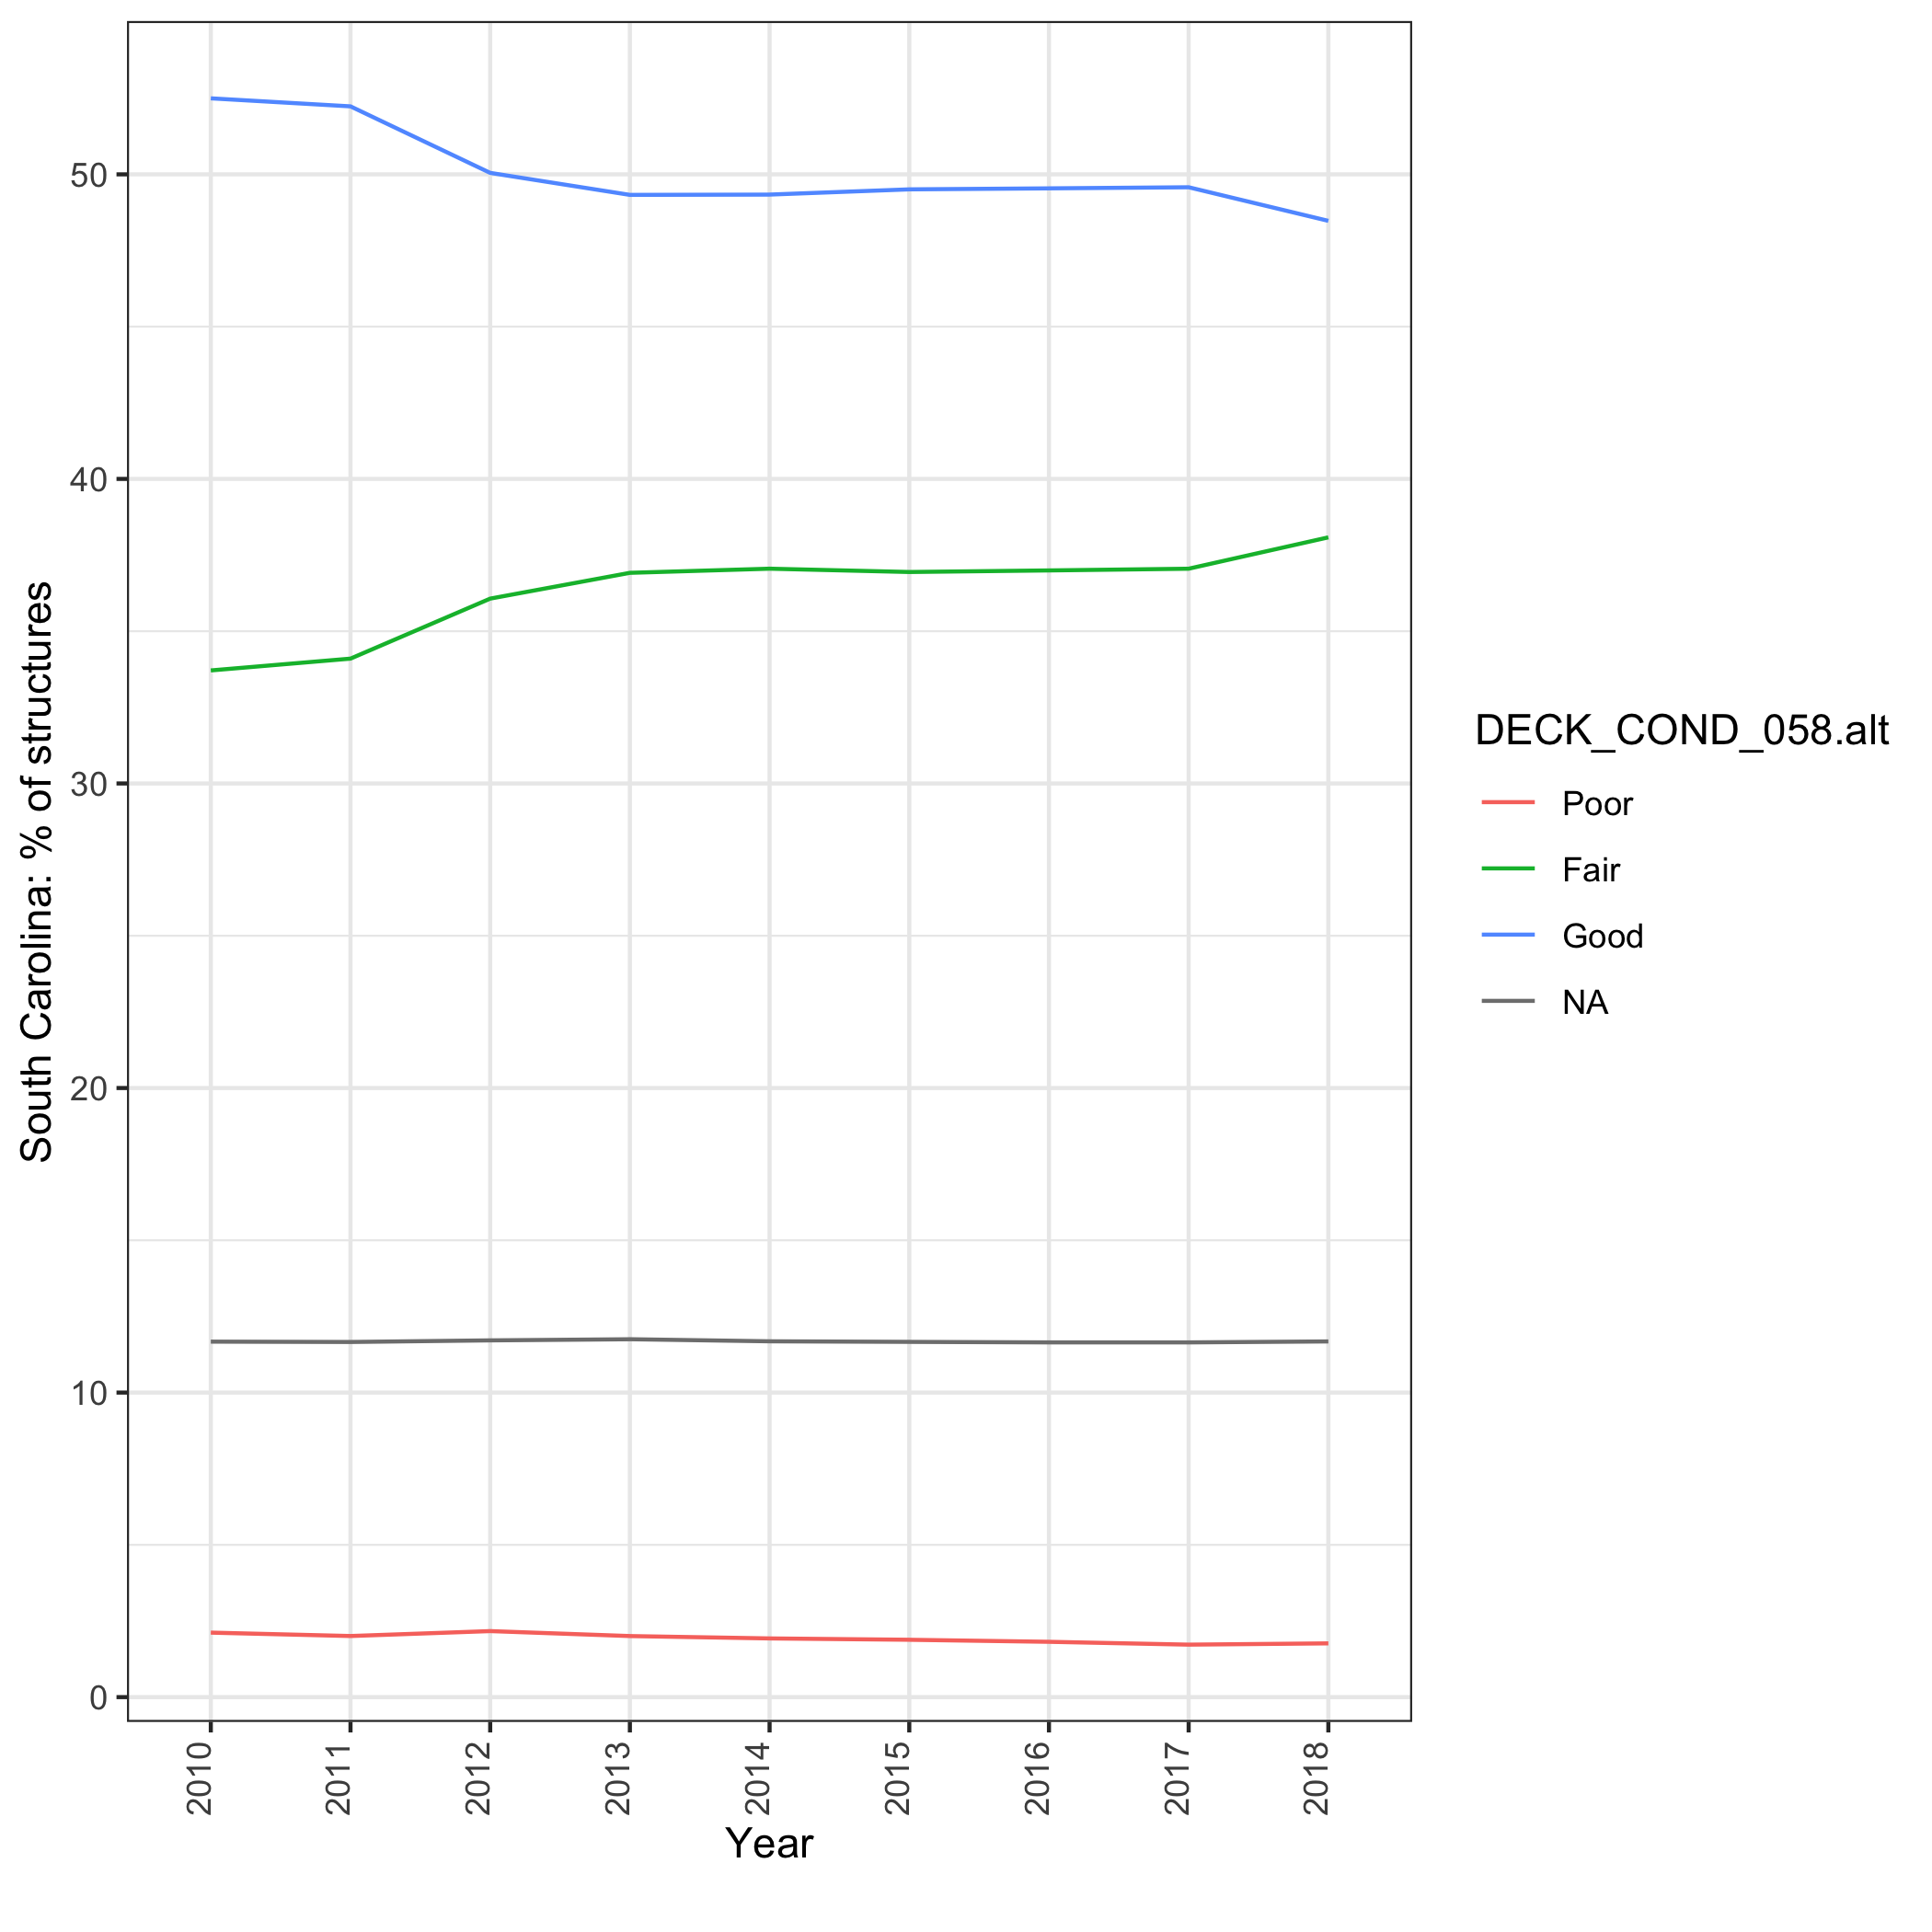 South Carolina: % of structures
50
40
30
20
10
0
2010
2011
2012
2013
2014
2015
2016
2017
2018
Year
DECK_COND_058.alt
Poor
Fair
Good
NA